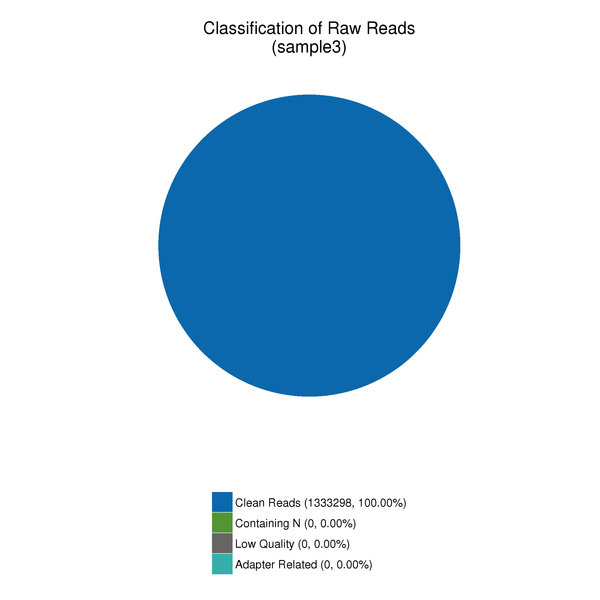 Classification of Raw Reads
(sample3)
Clean Reads (1333298, 100.00%)
Containing N (0, 0.00%)
Low Quality (0, 0.00%)
Adapter Related (0, 0.00%)